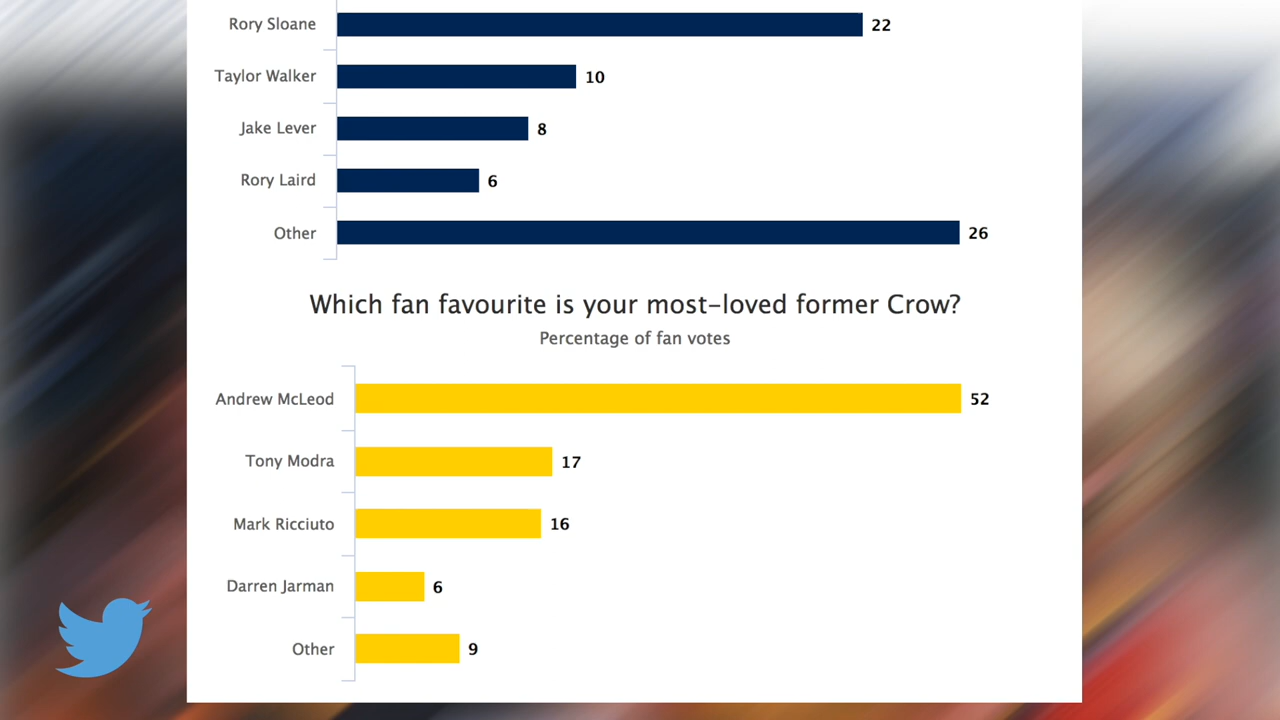 Rory Sloane 22
Taylor Walker 10
Jake Lever 8
Rory Laird 6
Other 26
Which fan favourite is your most-loved former Crow?
Percentage of fan votes
Andrew McLeod 52
Tony Modra 17
Mark Ricciuto 16
Darren Jarman 6
Other 9